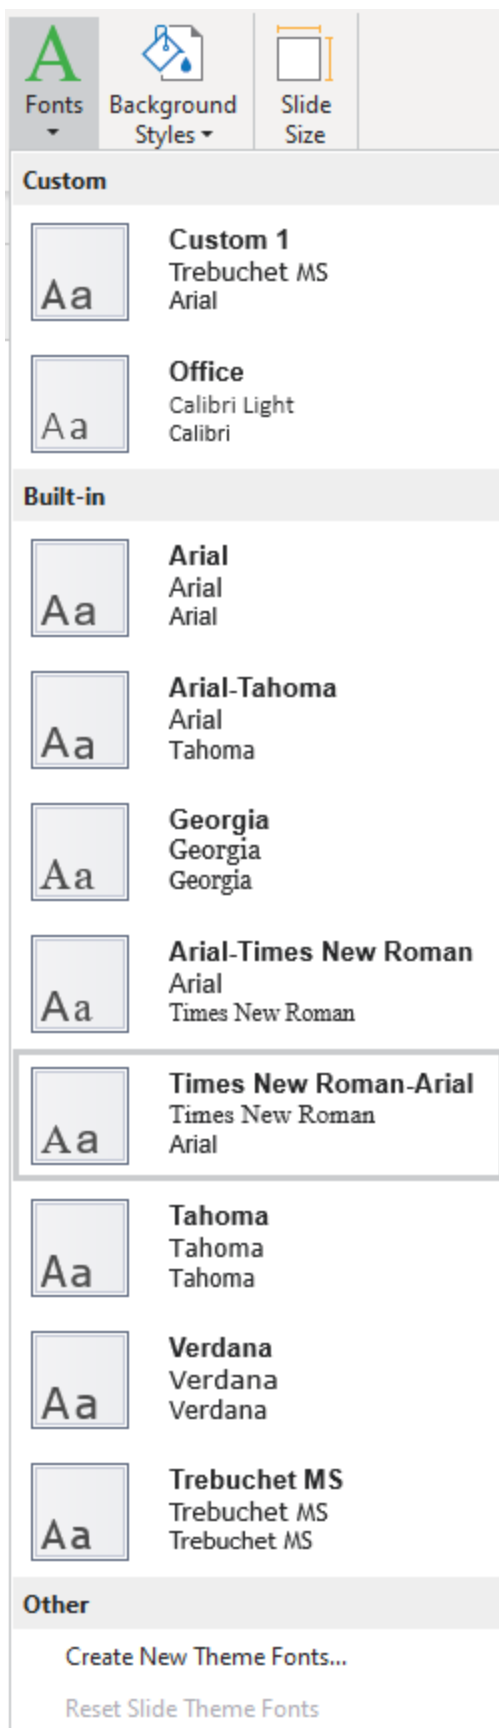 Fonts
Background
Styles
Slide
Size
Custom
Aa
Custom 1
Trebuchet MS
Arial
Aa
Office
Calibri Light
Calibri
Built-in
Aa
Arial
Arial
Arial
Aa
Arial-Tahoma
Arial
Tahoma
Aa
Georgia
Georgia
Georgia
Aa
Arial-Times New Roman
Arial
Times New Roman
Aa
Times New Roman-Arial
Times New Roman
Arial
Aa
Tahoma
Tahoma
Tahoma
Aa
Verdana
Verdana
Verdana
Aa
Trebuchet MS
Trebuchet MS
Trebuchet MS
Other
Create New Theme Fonts...
Reset Slide Theme Fonts